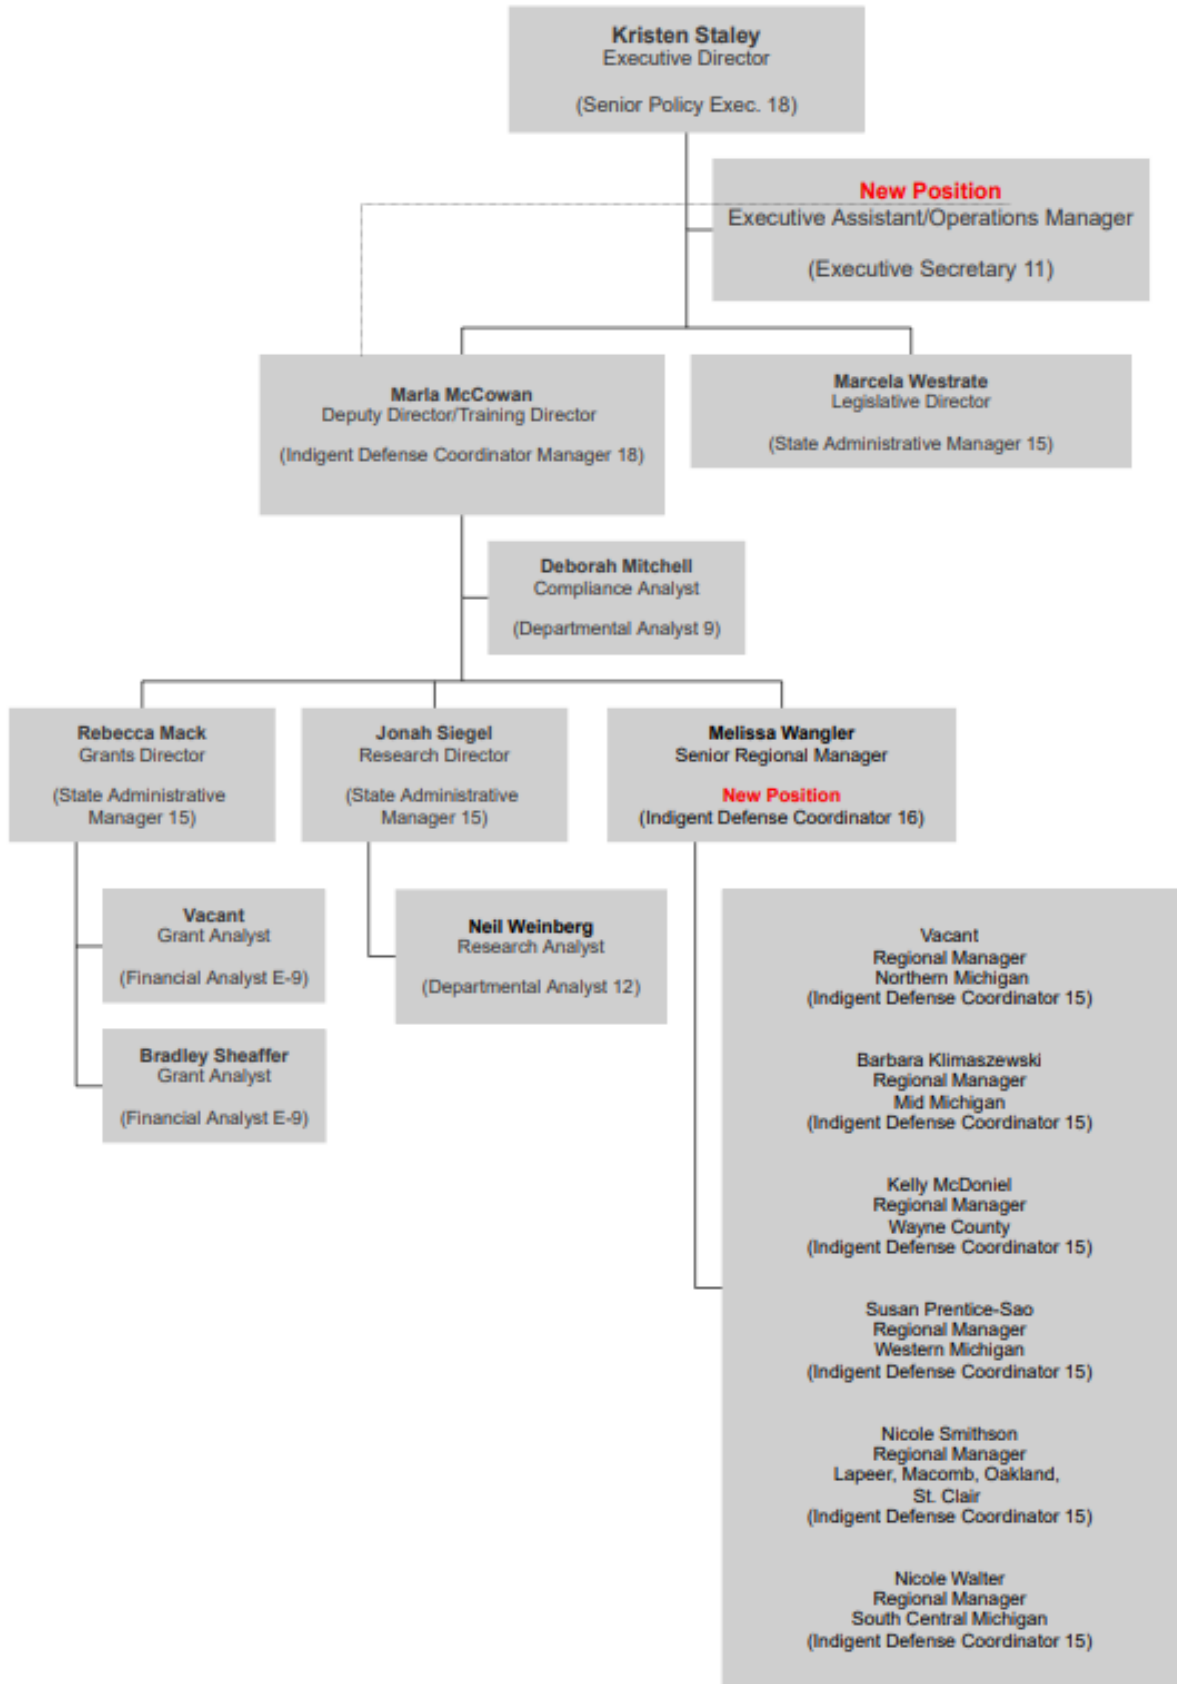 Kristen Staley
Executive Director
(Senior Policy Exec. 18)
New Position
Executive Assistant/Operations Manager
(Executive Secretary 11)
Marla McCowan
Deputy Director/Training Director
(Indigent Defense Coordinator Manager 18)
Marcela Westrate
Legislative Director
(State Administrative Manager 15)
Deborah Mitchell
Compliance Analyst
(Departmental Analyst 9)
Rebecca Mack
Grants Director
(State Administrative
Manager 15)
Jonah Siegel
Research Director
(State Administrative
Manager 15)
Melissa Wangler
Senior Regional Manager
New Position
(Indigent Defense Coordinator 16)
Vacant
Grant Analyst
(Financial Analyst E-9)
Bradley Sheaffer
Grant Analyst
(Financial Analyst E-9)
Neil Weinberg
Research Analyst
(Departmental Analyst 12)
Vacant
Regional Manager
Northern Michigan
(Indigent Defense Coordinator 15)
Barbara Klimaszewski
Regional Manager
Mid Michigan
(Indigent Defense Coordinator 15)
Kelly McDoniel
Regional Manager
Wayne County
(Indigent Defense Coordinator 15)
Susan Prentice-Sao
Regional Manager
Western Michigan
(Indigent Defense Coordinator 15)
Nicole Smithson
Regional Manager
Lapeer, Macomb, Oakland,
St. Clair
(Indigent Defense Coordinator 15)
Nicole Walter
Regional Manager
South Central Michigan
(Indigent Defense Coordinator 15)